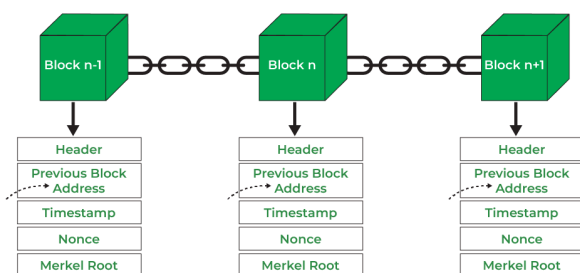 Block n-1
Block n
Block n+1
Header
Previous Block
Address
Timestamp
Nonce
Merkel Root
Header
Previous Block
Address
Timestamp
Nonce
Merkel Root
Header
Previous Block
Address
Timestamp
Nonce
Merkel Root